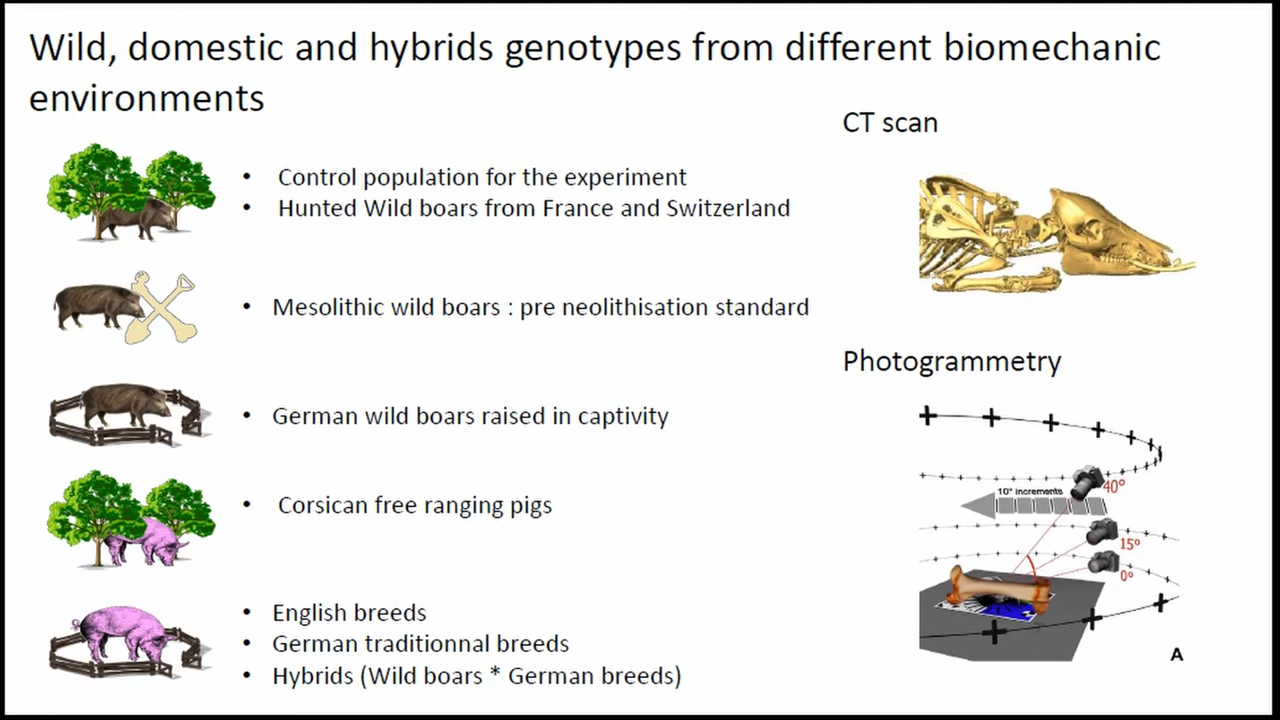 Wild, domestic and hybrids genotypes from different biomechanic
environments
CT scan
• Control population for the experiment
• Hunted Wild boars from France and Switzerland
• Mesolithic wild boars : pre neolithisation standard
Photogrammetry
• German wild boars raised in captivity
• Corsican free ranging pigs
10° increments
40°
15°
0°
• English breeds
• German traditionnal breeds
• Hybrids (Wild boars * German breeds)
A